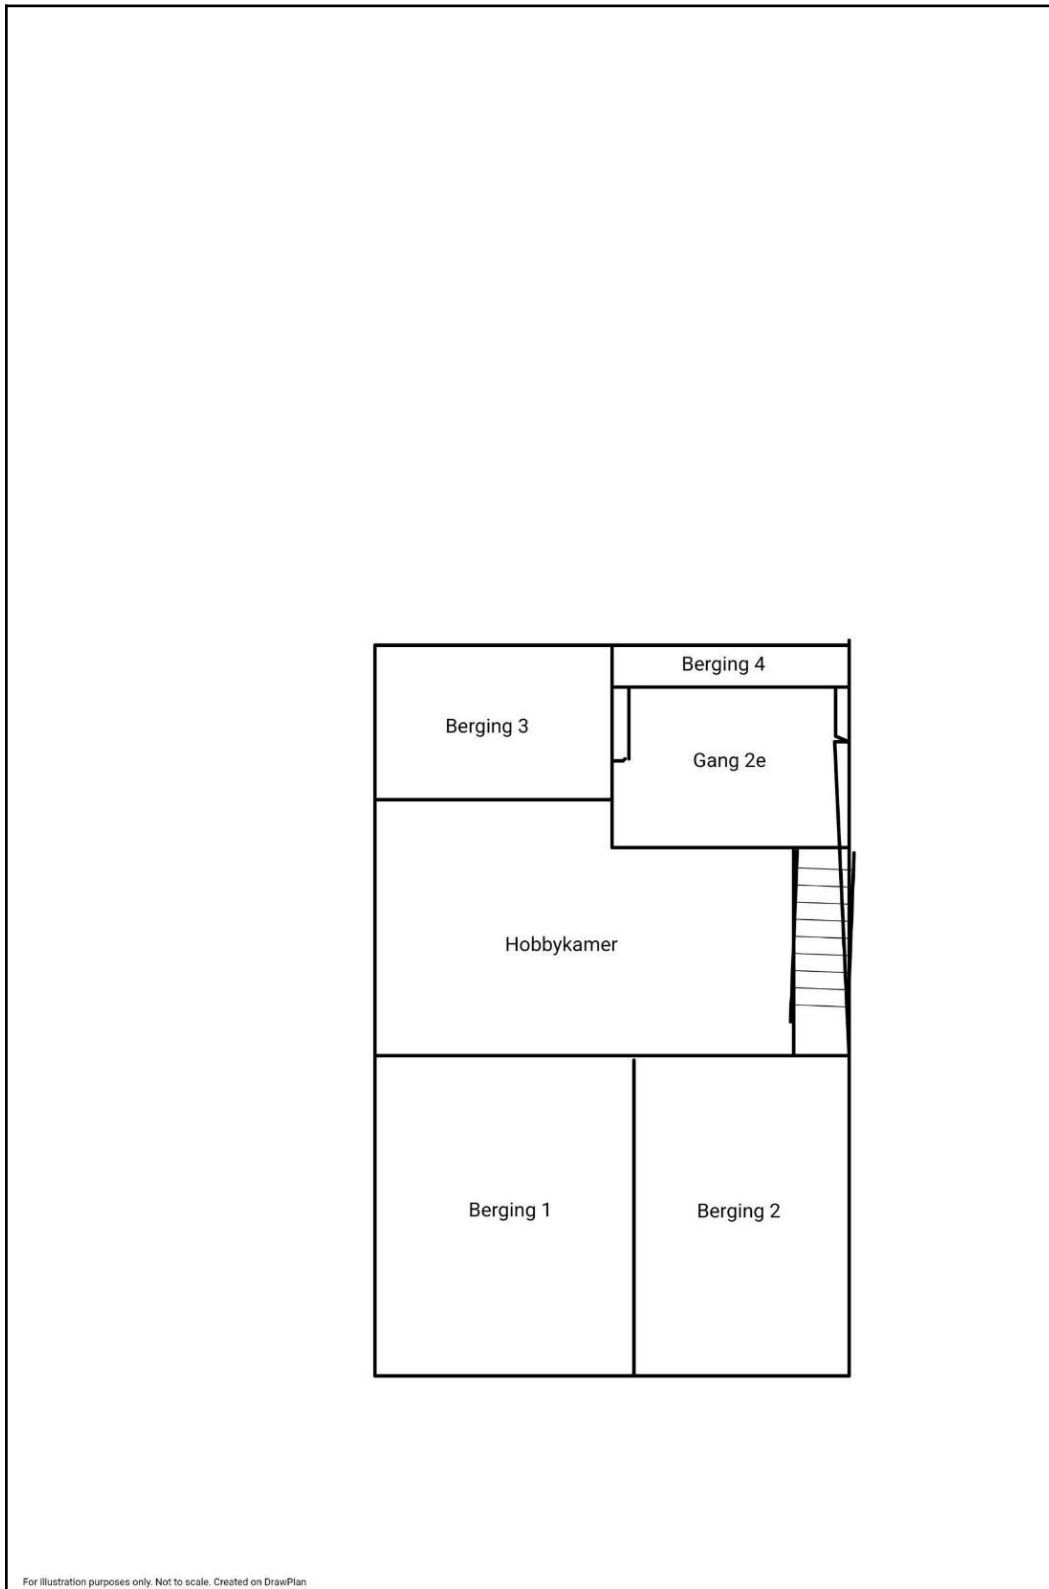 Berging 4
Berging 3
Gang 2e
Hobbykamer
Berging 1
Berging 2
For illustration purposes only. Not to scale. Created on DrawPlan